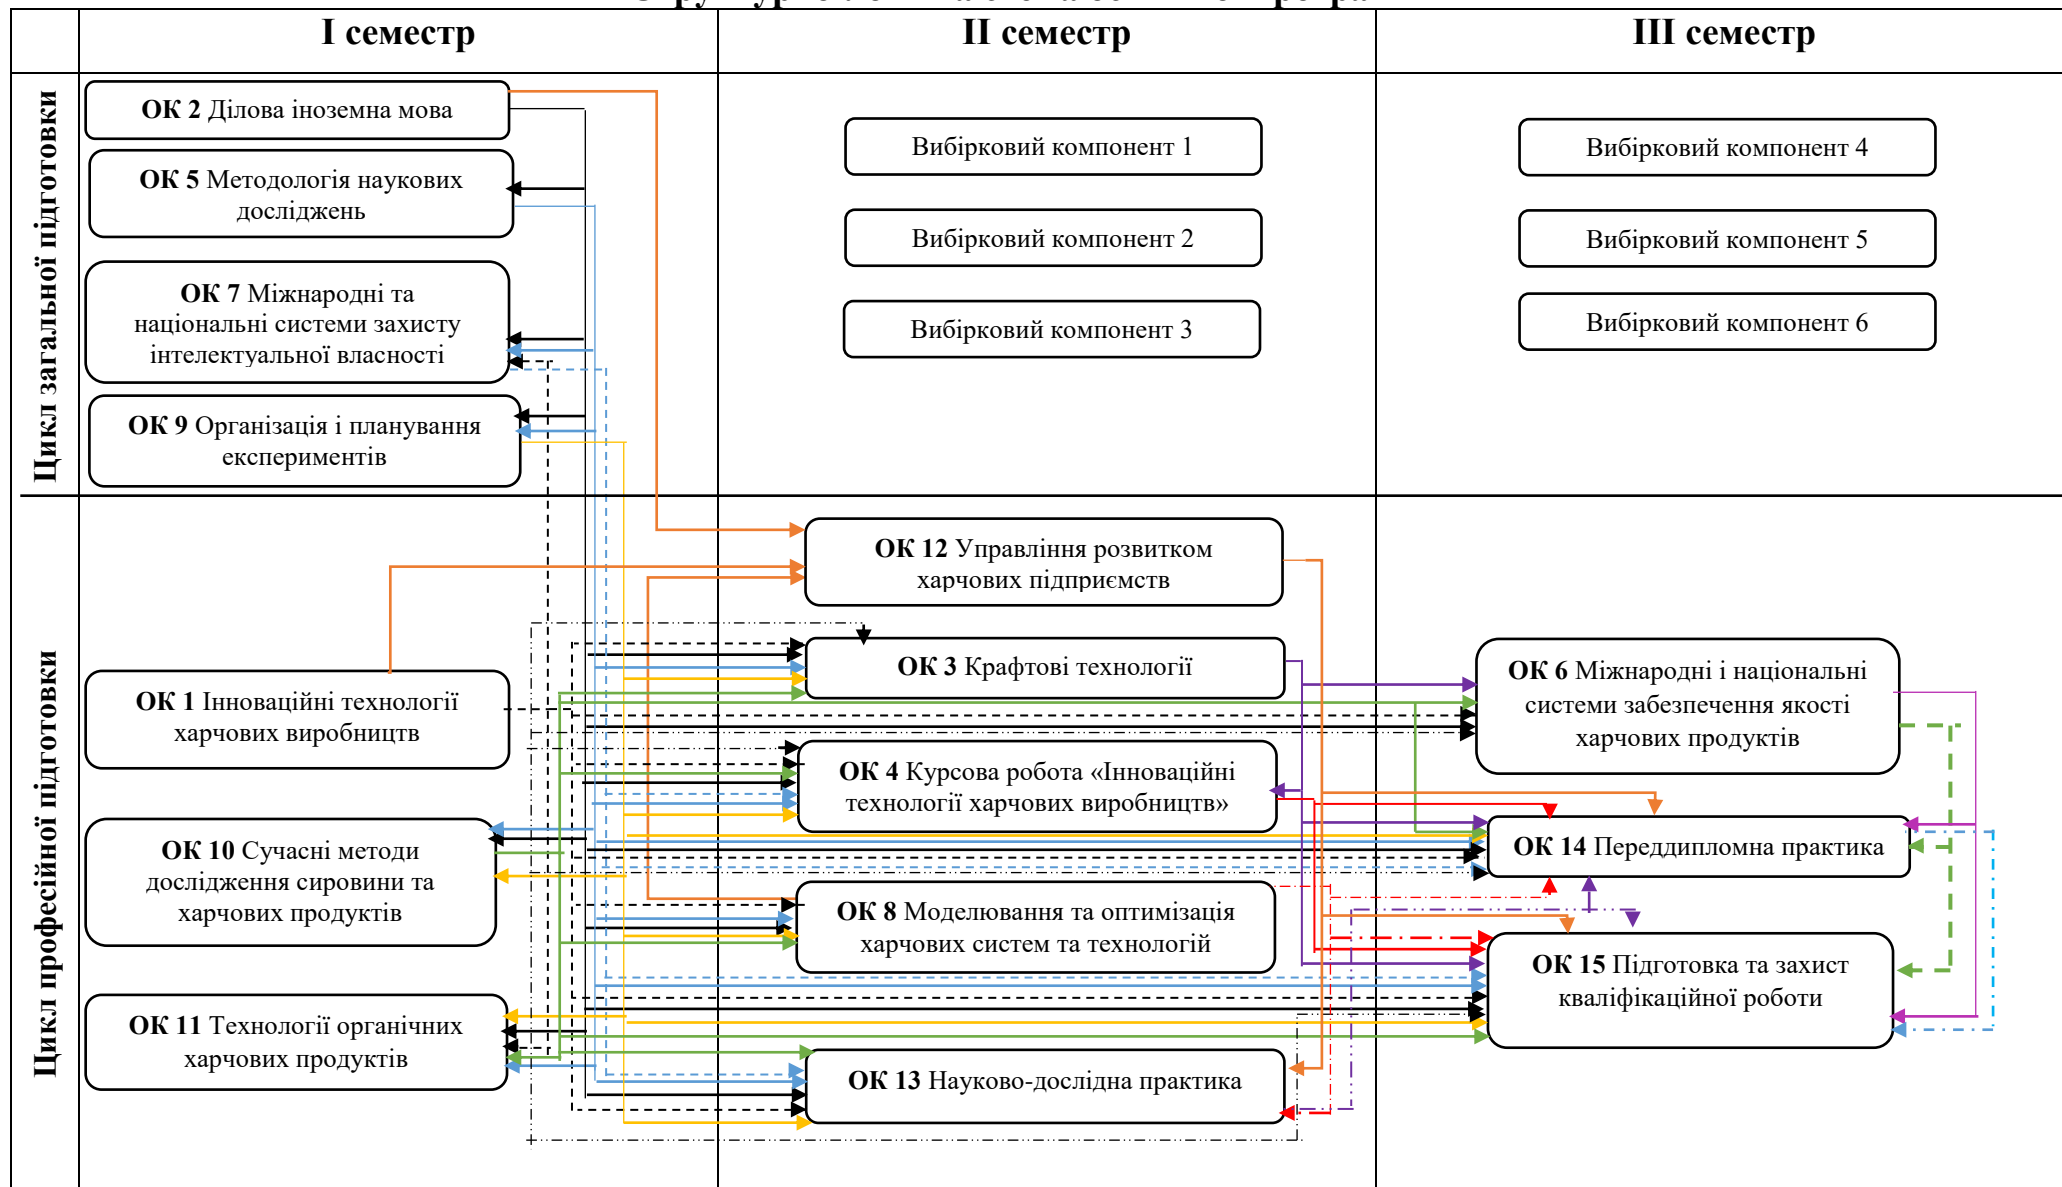 І семестр
ІІ семестр
ІІІ семестр
Цикл загальної підготовки
ОК 2 Ділова іноземна мова
ОК 5 Методологія наукових
досліджень
ОК 7 Міжнародні та
національні системи захисту
інтелектуальної власності
ОК 9 Організація і планування
експериментів
Вибірковий компонент 1
Вибірковий компонент 2
Вибірковий компонент 3
Вибірковий компонент 4
Вибірковий компонент 5
Вибірковий компонент 6
Цикл професійної підготовки
ОК 1 Інноваційні технології
харчових виробництв
ОК 10 Сучасні методи
дослідження сировини та
харчових продуктів
ОК 11 Технології органічних
харчових продуктів
ОК 12 Управління розвитком
харчових підприємств
ОК 3 Крафтові технології
ОК 4 Курсова робота «Інноваційні
технології харчових виробництв»
ОК 8 Моделювання та оптимізація
харчових систем та технологій
ОК 13 Науково-дослідна практика
ОК 6 Міжнародні і національні
системи забезпечення якості
харчових продуктів
ОК 14 Переддипломна практика
ОК 15 Підготовка та захист
кваліфікаційної роботи